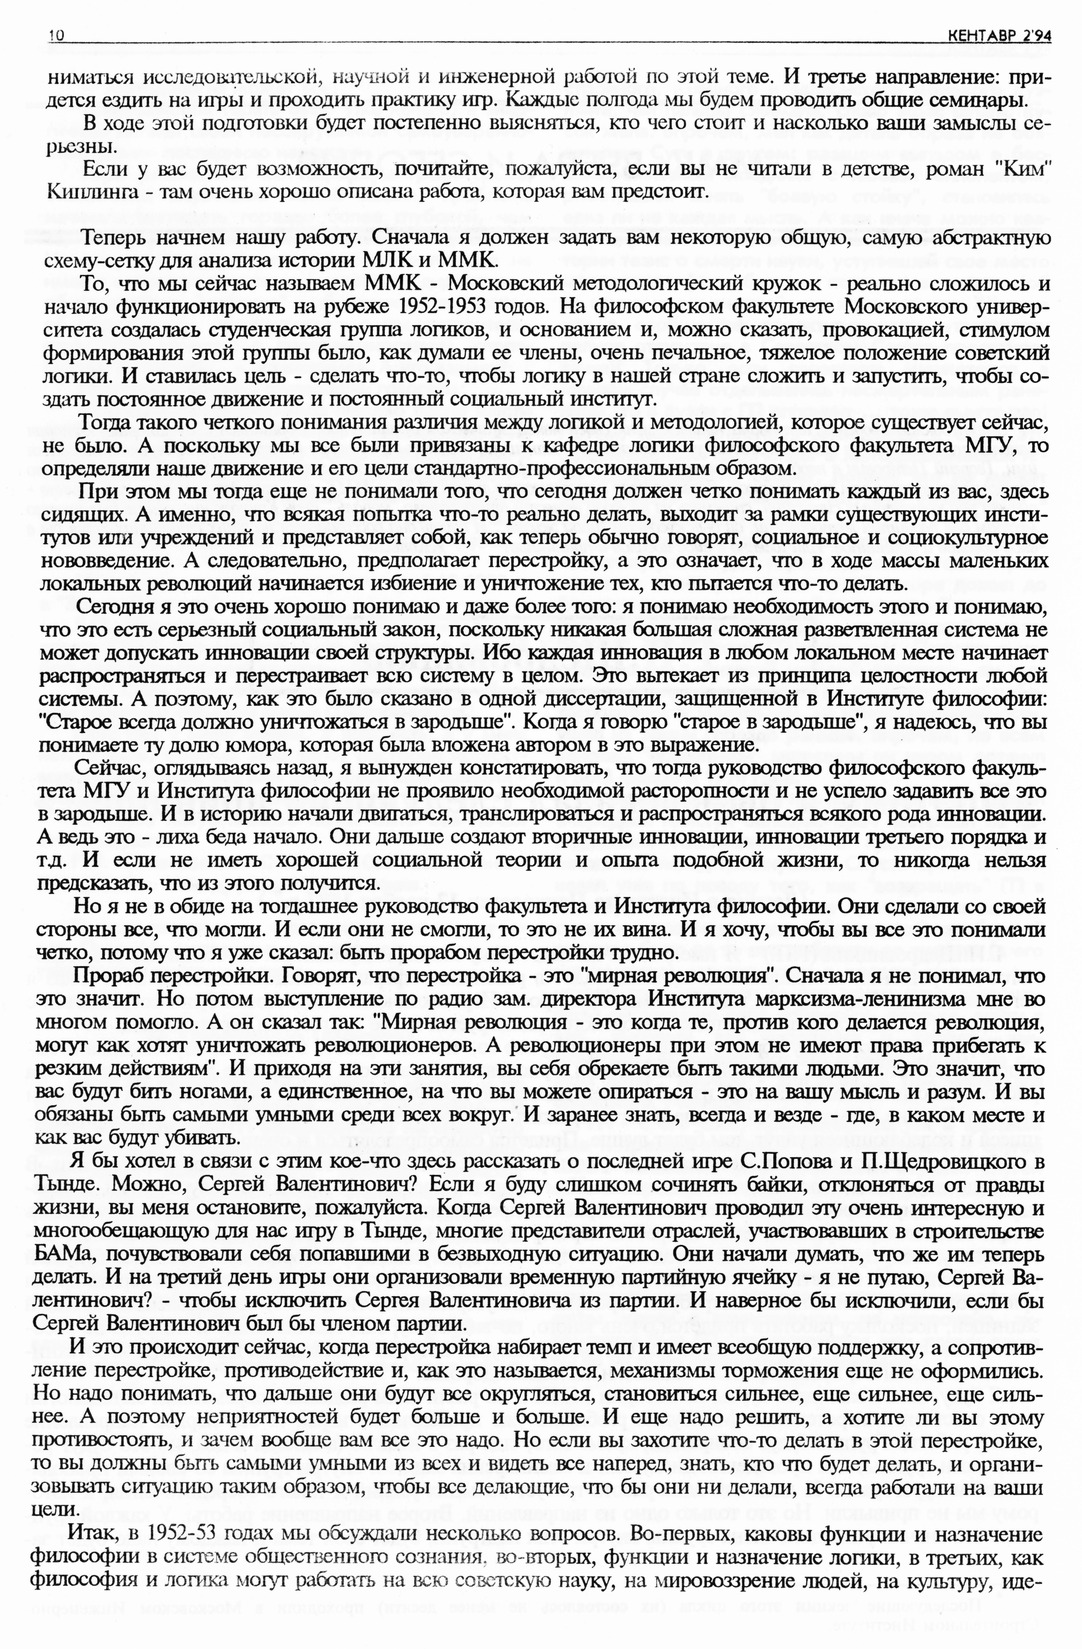 10 КЕНТАВР 2'94
ниматься исследовательской, научной и инженерной работой по этой теме. И третье направление: при-
дется ездить на игры и проходить практику игр. Каждые полгода мы будем проводить общие семинары.
В ходе этой подготовки будет постепенно выясняться, кто чего стоит и насколько ваши замыслы се-
рьезны.
Если у вас будет возможность, почитайте, пожалуйста, если вы не читали в детстве, роман "Ким"
Киплинга - там очень хорошо описана работа, которая вам предстоит.
Теперь начнем нашу работу. Сначала я должен задать вам некоторую общую, самую абстрактную
схему-сетку для анализа истории МЛК и ММК.
То, что мы сейчас называем ММК - Московский методологический кружок - реально сложилось и
начало функционировать на рубеже 1952-1953 годов. На философском факультете Московского универ-
ситета создалась студенческая группа логиков, и основанием и, можно сказать, провокацией, стимулом
формирования этой группы было, как думали ее члены, очень печальное, тяжелое положение советский
логики. И ставилась цель - сделать что-то, чтобы логику в нашей стране сложить и запустить, чтобы со-
здать постоянное движение и постоянный социальный институт.
Тогда такого четкого понимания различия между логикой и методологией, которое существует сейчас,
не было. А поскольку мы все были привязаны к кафедре логики философского факультета МГУ, то
определяли наше движение и его цели стандартно-профессиональным образом.
При этом мы тогда еще не понимали того, что сегодня должен четко понимать каждый из вас, здесь
сидящих. А именно, что всякая попытка что-то реально делать, выходит за рамки существующих инсти-
тутов или учреждений и представляет собой, как теперь обычно говорят, социальное и социокультурное
нововведение. А следовательно, предполагает перестройку, а это означает, что в ходе массы маленьких
локальных революций начинается избиение и уничтожение тех, кто пытается что-то делать.
Сегодня я это очень хорошо понимаю и даже более того: я понимаю необходимость этого и понимаю,
что это есть серьезный социальный закон, поскольку никакая большая сложная разветвленная система не
может допускать инновации своей структуры. Ибо каждая инновация в любом локальном месте начинает
распространяться и перестраивает всю систему в целом. Это вытекает из принципа целостности любой
системы. А поэтому, как это было сказано в одной диссертации, защищенной в Институте философии:
"Старое всегда должно уничтожаться в зародыше". Когда я говорю "старое в зародыше", я надеюсь, что вы
понимаете ту долю юмора, которая была вложена автором в это выражение.
Сейчас, оглядываясь назад, я вынужден констатировать, что тогда руководство философского факуль-
тета МГУ и Института философии не проявило необходимой расторопности и не успело задавить все это
в зародыше. И в историю начали двигаться, транслироваться и распространяться всякого рода инновации.
А ведь это - лиха беда начало. Они дальше создают вторичные инновации, инновации третьего порядка и
т.д. И если не иметь хорошей социальной теории и опыта подобной жизни, то никогда нельзя
предсказать, что из этого получится.
Но я не в обиде на тогдашнее руководство факультета и Института философии. Они сделали со своей
стороны все, что могли. И если они не смогли, то это не их вина. И я хочу, чтобы вы все это понимали
четко, потому что я уже сказал: быть прорабом перестройки трудно.
Прораб перестройки. Говорят, что перестройка - это "мирная революция". Сначала я не понимал, что
это значит. Но потом выступление по радио зам. директора Института марксизма-ленинизма мне во
многом помогло. А он сказал так: "Мирная революция - это когда те, против кого делается революция,
могут как хотят уничтожать революционеров. А революционеры при этом не имеют права прибегать к
резким действиям". И приходя на эти занятия, вы себя обрекаете быть такими людьми. Это значит, что
вас будут бить ногами, а единственное, на что вы можете опираться - это на вашу мысль и разум. И вы
обязаны быть самыми умными среди всех вокруг. И заранее знать, всегда и везде - где, в каком месте и
как вас будут убивать.
Я бы хотел в связи с этим кое-что здесь рассказать о последней игре С.Попова и П.Щедровицкого в
Тынде. Можно, Сергей Валентинович? Если я буду слишком сочинять байки, отклоняться от правды
жизни, вы меня остановите, пожалуйста. Когда Сергей Валентинович проводил эту очень интересную и
многообещающую для нас игру в Тынде, многие представители отраслей, участвовавших в строительстве
БАМа, почувствовали себя попавшими в безвыходную ситуацию. Они начали думать, что же им теперь
делать. И на третий день игры они организовали временную партийную ячейку - я не путаю, Сергей Ва-
лентинович? - чтобы исключить Сергея Валентиновича из партии. И наверное бы исключили, если бы
Сергей Валентинович был бы членом партии.
И это происходит сейчас, когда перестройка набирает темп и имеет всеобщую поддержку, а сопротив-
ление перестройке, противодействие и, как это называется, механизмы торможения еще не оформились.
Но надо понимать, что дальше они будут все округляться, становиться сильнее, еще сильнее, еще силь-
нее. А поэтому неприятностей будет больше и больше. И еще надо решить, а хотите ли вы этому
противостоять, и зачем вообще вам все это надо. Но если вы захотите что-то делать в этой перестройке,
то вы должны быть самыми умными из всех и видеть все наперед, знать, кто что будет делать, и органи-
зовывать ситуацию таким образом, чтобы все делающие, что бы они ни делали, всегда работали на ваши
цели.
Итак, в 1952-53 годах мы обсуждали несколько вопросов. Во-первых, каковы функции и назначение
философии в системе общественного сознания, во-вторых, функции и назначение логики, в третьих, как
философия и логика могут работать на всю советскую науку, на мировоззрение людей, на культуру, иде-